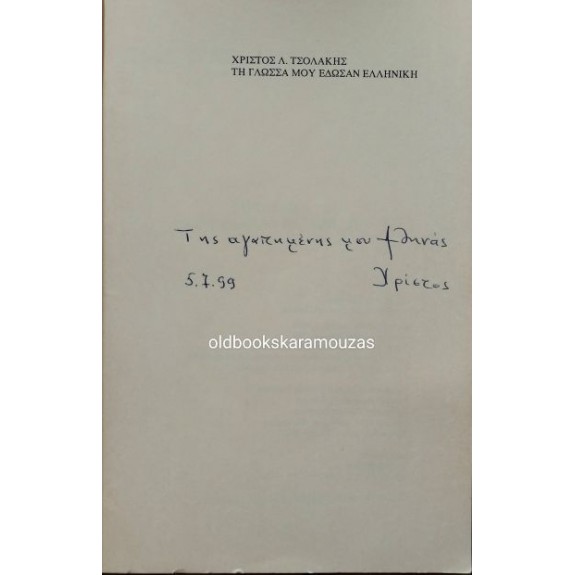 ΧΡΙΣΤΟΣ Λ. ΤΣΟΛΑΚΗΣ
ΤΗ ΓΛΩΣΣΑ ΜΟΥ ΕΔΩΣΑΝ ΕΛΛΗΝΙΚΗ
Της αγαπημένης μου Αθηνάς
5.7.99 Χρίστος
oldbookskaramouzas